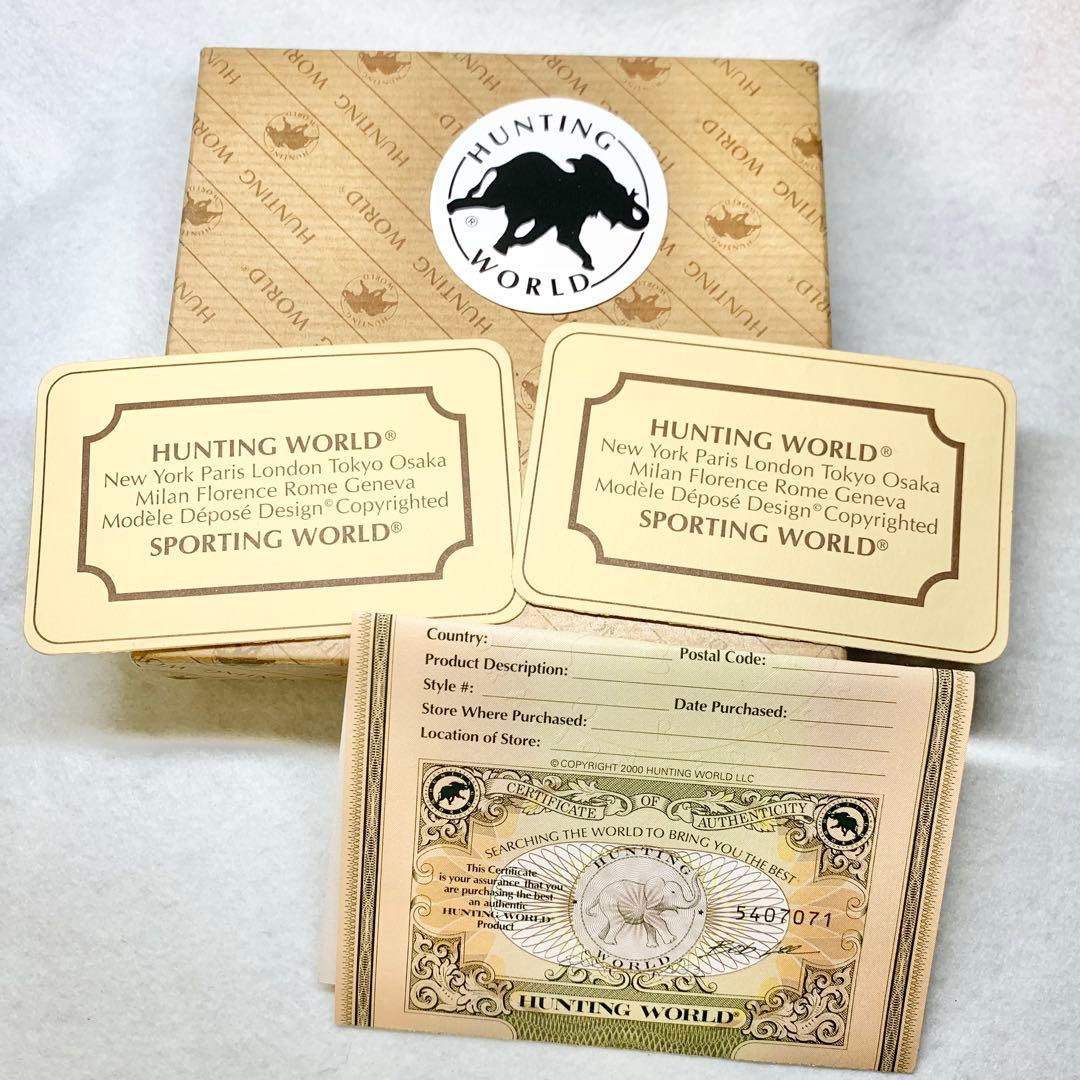 HUNTING
WORLD
®
HUNTING WORLD®
New York Paris London Tokyo Osaka
Milan Florence Rome Geneva
Modèle Déposé Design©Copyrighted
SPORTING WORLD®
HUNTING WORLD®
New York Paris London Tokyo Osaka
Milan Florence Rome Geneva
Modèle Déposé Design©Copyrighted
SPORTING WORLD®
Country: Postal Code:
Product Description:
Style #: Date Purchased:
Store Where Purchased:
Location of Store:
© COPYRIGHT 2000 HUNTING WORLD LLC
CERTIFICATE OF AUTHENTICITY
SEARCHING THE WORLD TO BRING YOU THE BEST
This Certificate
is your assurance that you
are purchasing the best
an authentic
HUNTING WORLD
Product
HUNTING
WORLD
5407071
HUNTING WORLD®